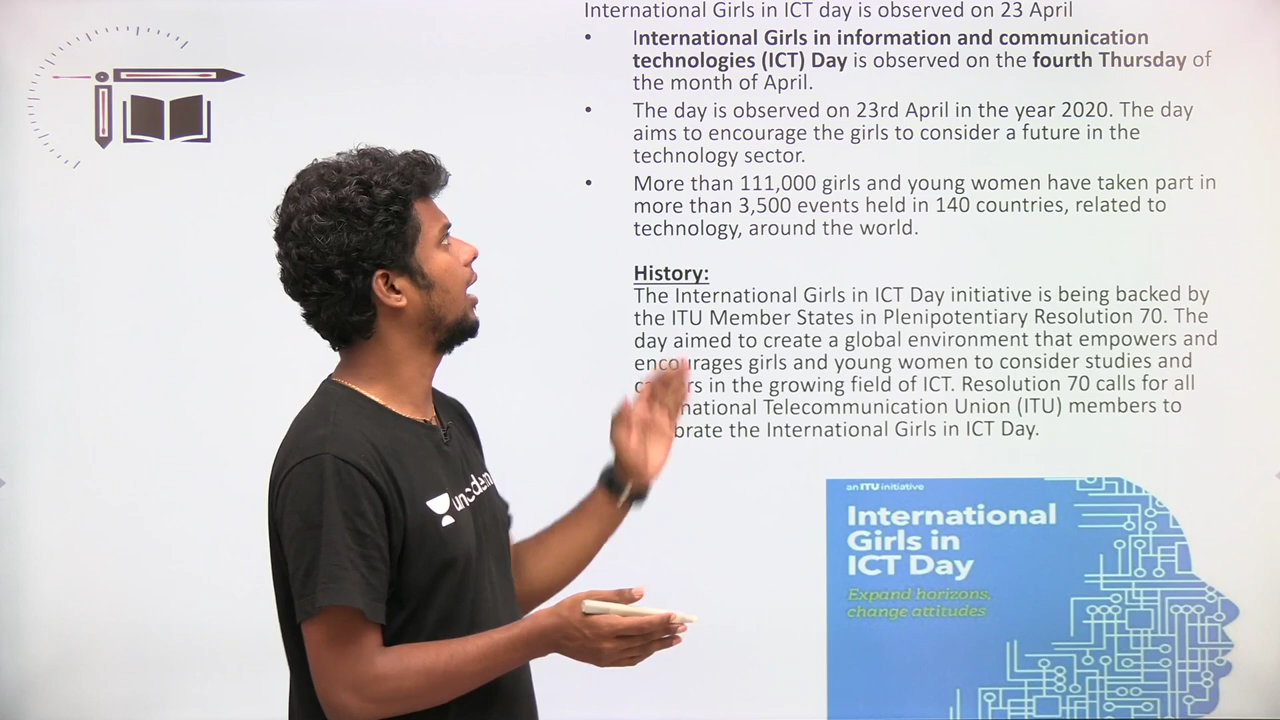 International Girls in ICT day is observed on 23 April
• International Girls in information and communication
technologies (ICT) Day is observed on the fourth Thursday of
the month of April.
• The day is observed on 23rd April in the year 2020. The day
aims to encourage the girls to consider a future in the
technology sector.
• More than 111,000 girls and young women have taken part in
more than 3,500 events held in 140 countries, related to
technology, around the world.
History:
The International Girls in ICT Day initiative is being backed by
the ITU Member States in Plenipotentiary Resolution 70. The
day aimed to create a global environment that empowers and
encourages girls and young women to consider studies and
in the growing field of ICT. Resolution 70 calls for all
Telecommunication Union (ITU) members to
the International Girls in ICT Day.
an ITU initiative
International
Girls in
ICT Day
Expand horizons,
change attitudes